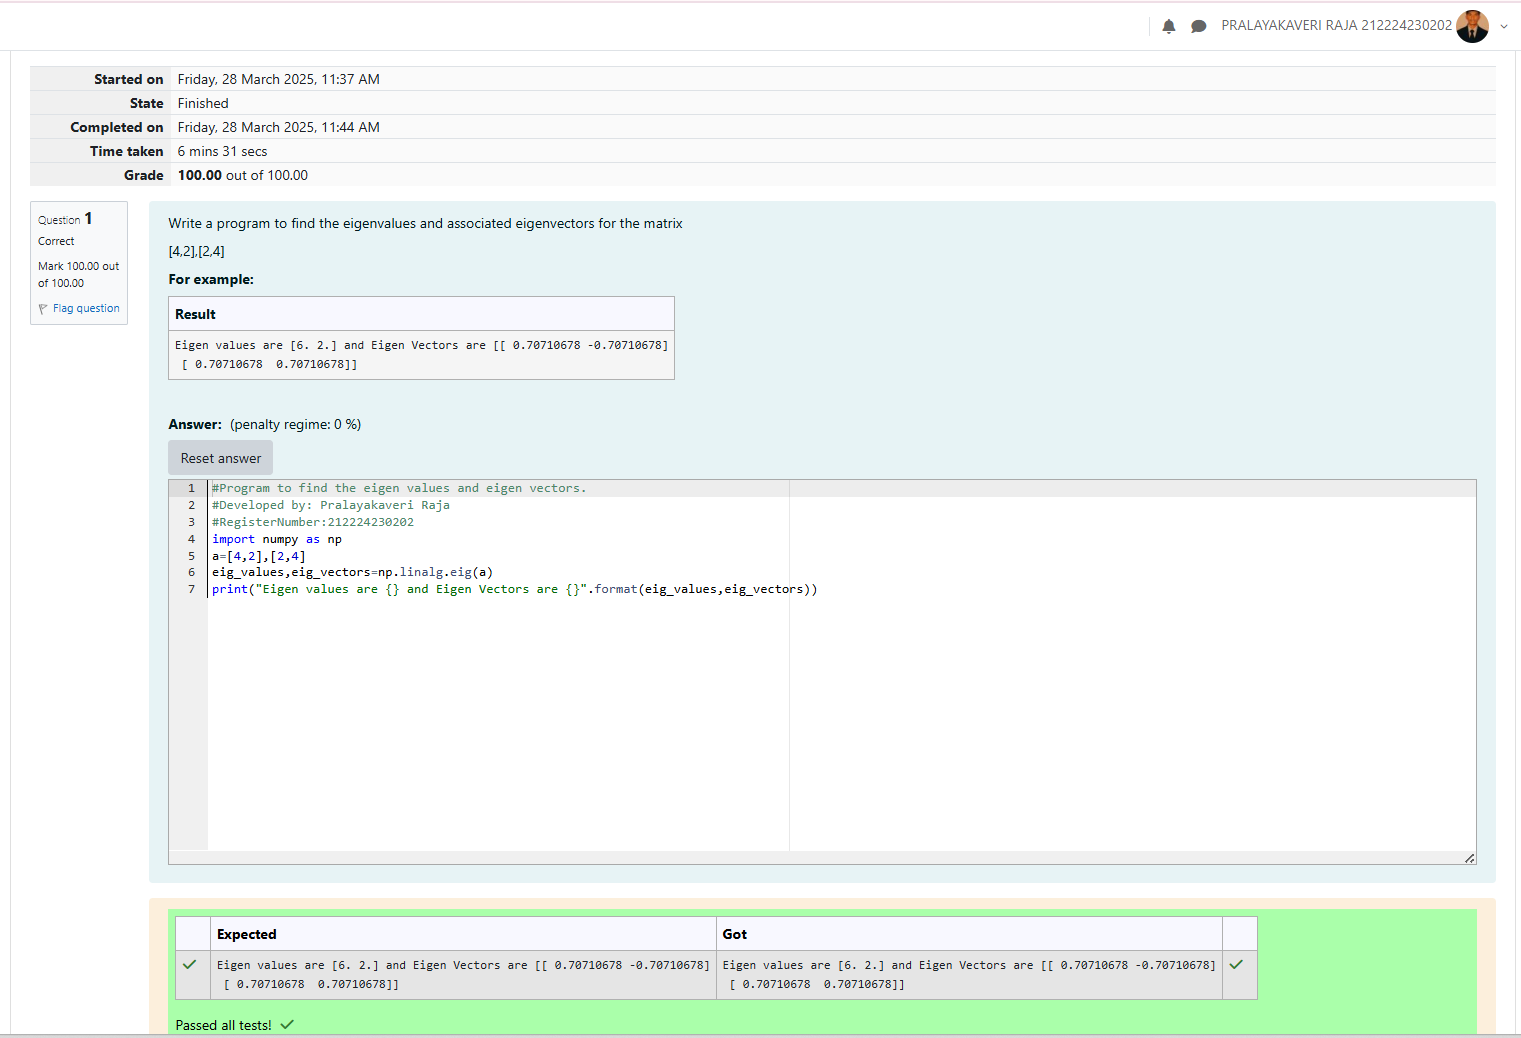 PRALAYAKAVERI RAJA 212224230202
Started on Friday, 28 March 2025, 11:37 AM
State Finished
Completed on Friday, 28 March 2025, 11:44 AM
Time taken 6 mins 31 secs
Grade 100.00 out of 100.00
Question 1
Correct
Mark 100.00 out
of 100.00
Flag question
Write a program to find the eigenvalues and associated eigenvectors for the matrix
[4,2],[2,4]
For example:
Result
Eigen values are [6. 2.] and Eigen Vectors are [[ 0.70710678 -0.70710678]
 [ 0.70710678  0.70710678]]
Answer: (penalty regime: 0 %)
Reset answer
1 #Program to find the eigen values and eigen vectors.
2 #Developed by: Pralayakaveri Raja
3 #RegisterNumber:212224230202
4 import numpy as np
5 a=[4,2],[2,4]
6 eig_values,eig_vectors=np.linalg.eig(a)
7 print("Eigen values are {} and Eigen Vectors are {}".format(eig_values,eig_vectors))
Expected Got
Eigen values are [6. 2.] and Eigen Vectors are [[ 0.70710678 -0.70710678] Eigen values are [6. 2.] and Eigen Vectors are [[ 0.70710678 -0.70710678]
 [ 0.70710678  0.70710678]]  [ 0.70710678  0.70710678]]
Passed all tests!